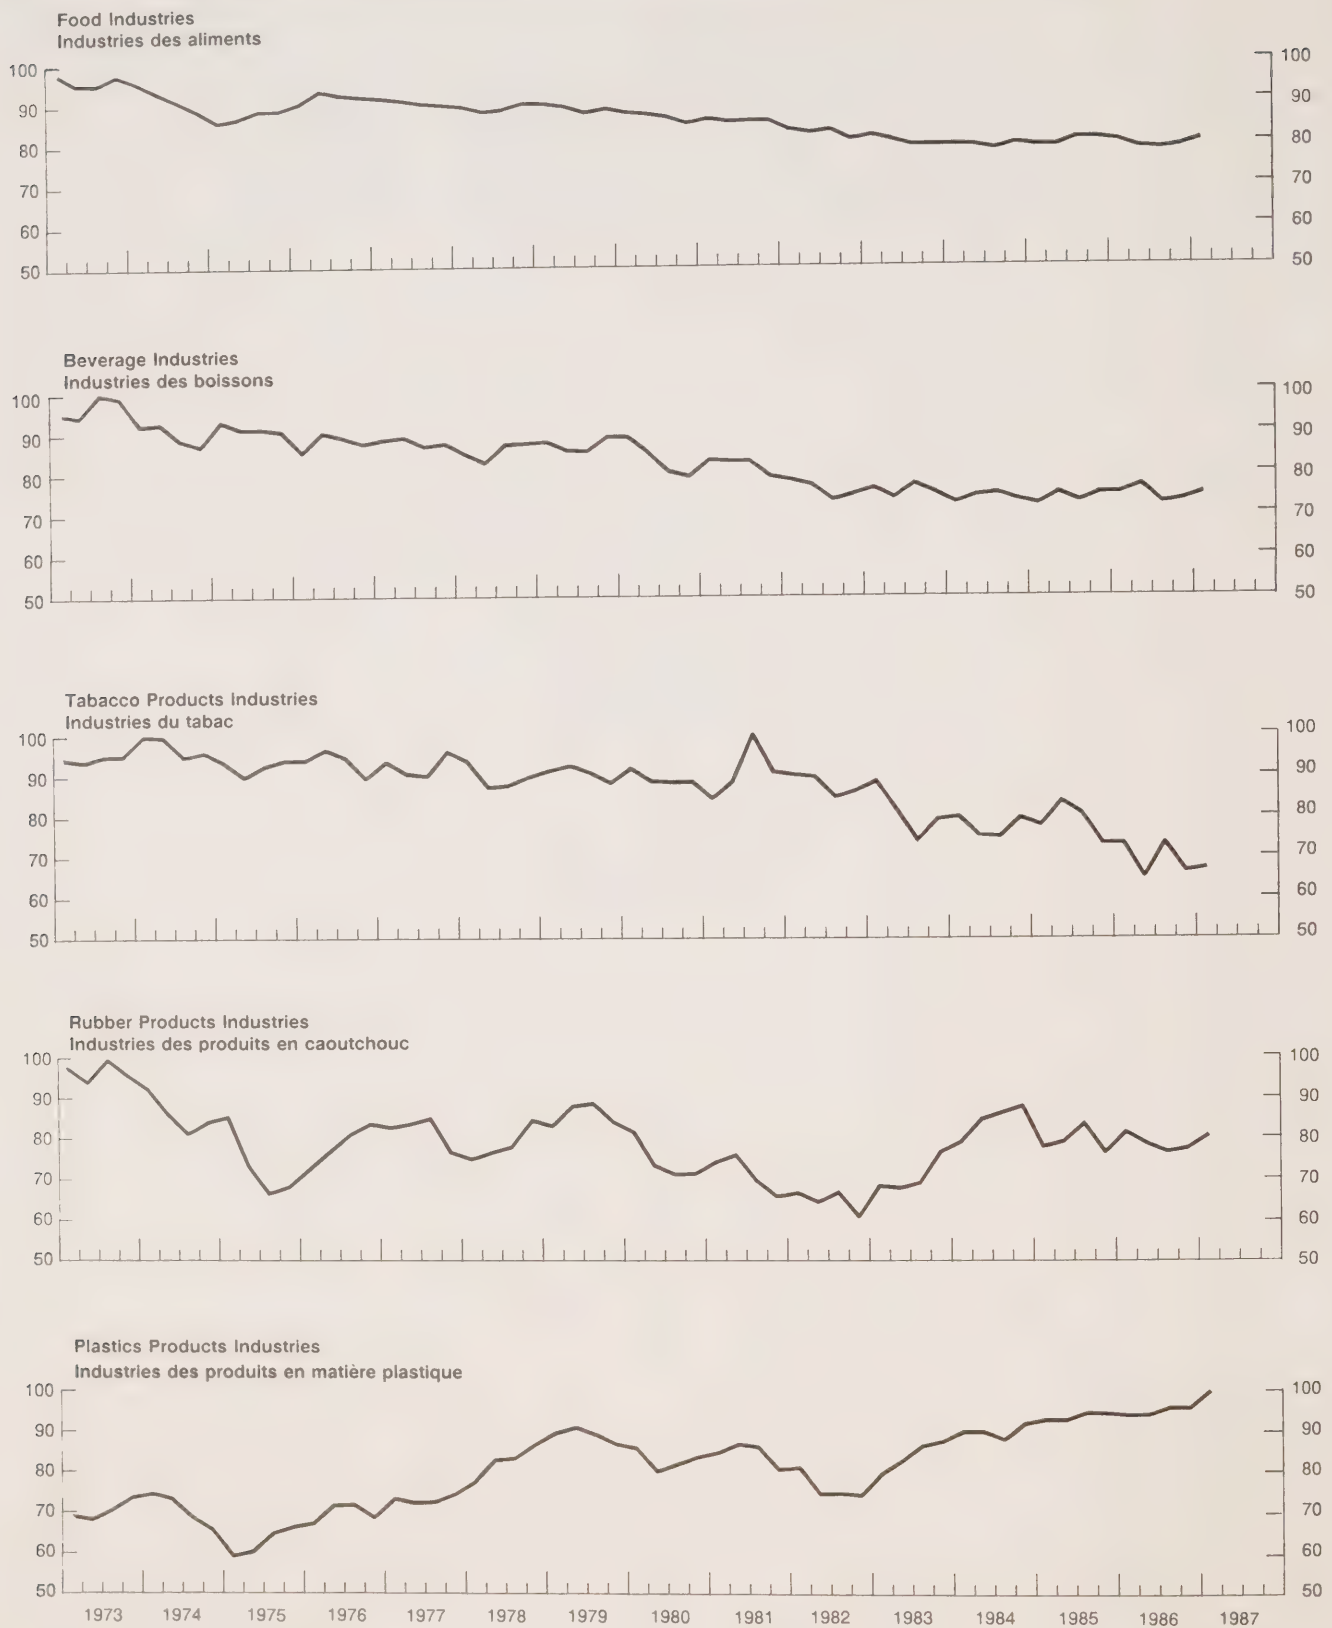 Food Industries
Industries des aliments
100 100
90 90
80 80
70 70
60 60
50 50
Beverage Industries
Industries des boissons
100 100
90 90
80 80
70 70
60 60
50 50
Tabacco Products Industries
Industries du tabac
100 100
90 90
80 80
70 70
60 60
50 50
Rubber Products Industries
Industries des produits en caoutchouc
100 100
90 90
80 80
70 70
60 60
50 50
Plastics Products Industries
Industries des produits en matière plastique
100 100
90 90
80 80
70 70
60 60
50 50
1973 1974 1975 1976 1977 1978 1979 1980 1981 1982 1983 1984 1985 1986 1987